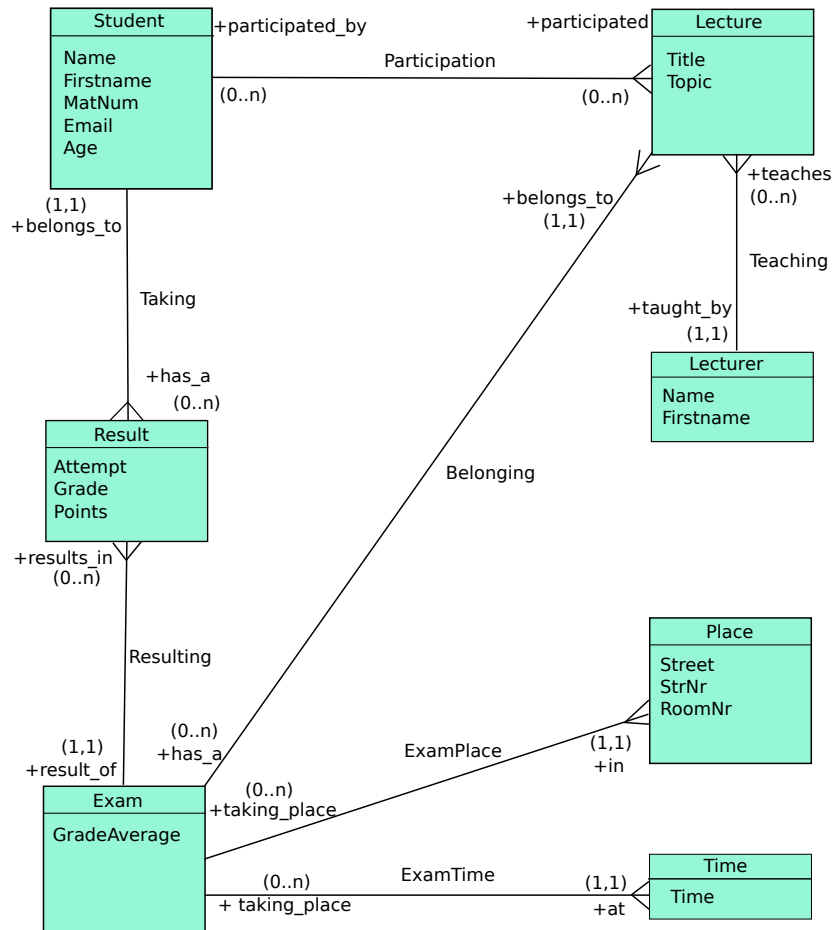 Student
Name
Firstname
MatNum
Email
Age
+participated_by
Participation
(0..n)
+participated
(0..n)
Lecture
Title
Topic
(1,1)
+belongs_to
Taking
+has_a
(0..n)
+belongs_to
(1,1)
+teaches
(0..n)
Teaching
+taught_by
(1,1)
Lecturer
Name
Firstname
Result
Attempt
Grade
Points
+results_in
(0..n)
Resulting
(1,1)
+result_of
Belonging
(0..n)
+has_a
Place
Street
StrNr
RoomNr
ExamPlace
(1,1)
+in
(0..n)
+taking_place
Exam
GradeAverage
ExamTime
(0..n)
+ taking_place
(1,1)
+at
Time
Time